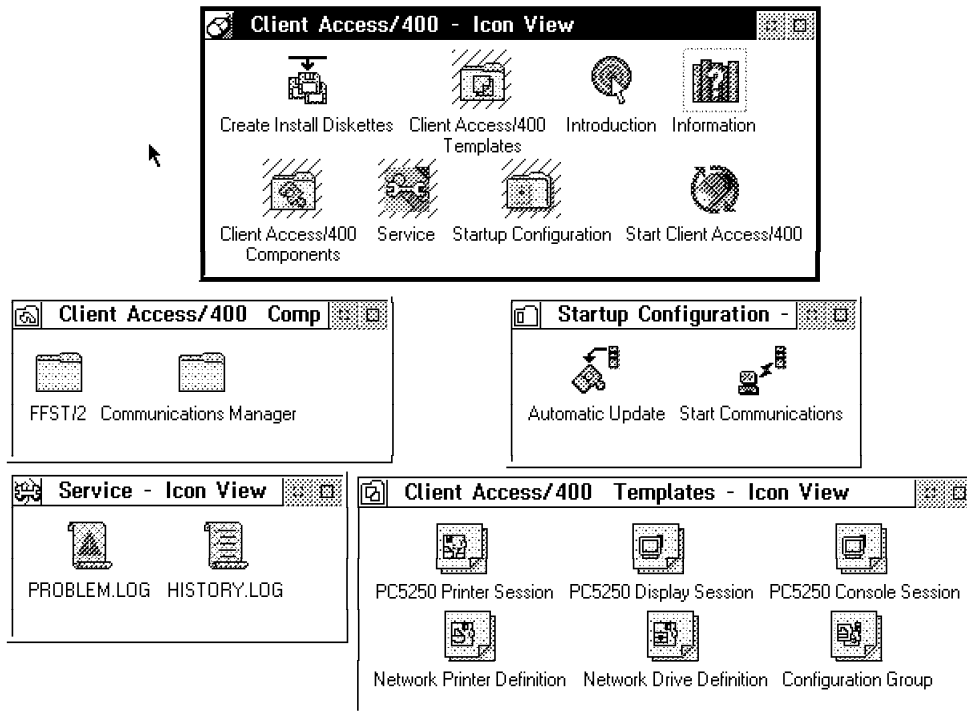 Client Access/400 - Icon View
Create Install Diskettes
Client Access/400
Templates
Introduction
Information
Client Access/400
Components
Service
Startup Configuration
Start Client Access/400
Client Access/400 Comp
FFST/2
Communications Manager
Startup Configuration -
Automatic Update
Start Communications
Service - Icon View
PROBLEM.LOG
HISTORY.LOG
Client Access/400 Templates - Icon View
PC5250 Printer Session
PC5250 Display Session
PC5250 Console Session
Network Printer Definition
Network Drive Definition
Configuration Group